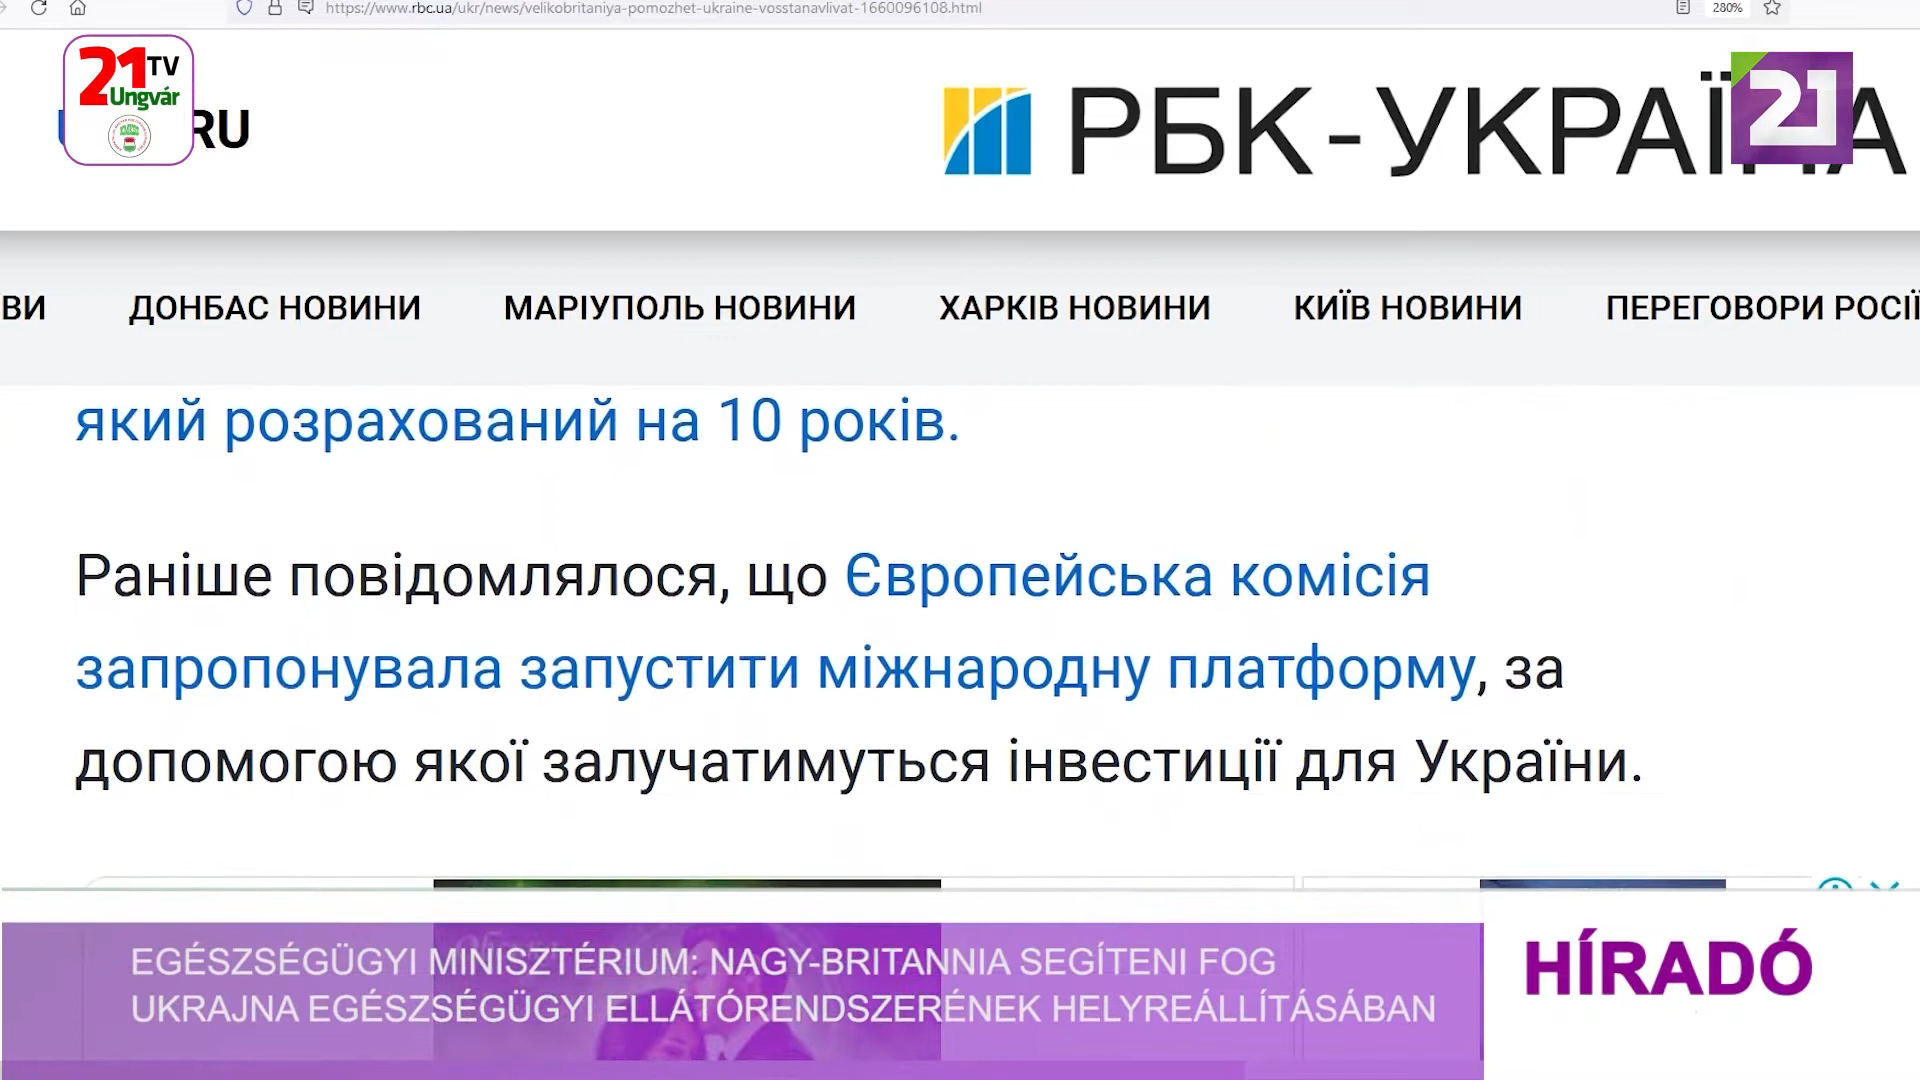 https://www.rbc.ua/ukr/news/velikobritaniya-pomozhet-ukraine-vosstanavlivat-1660096108.html
280%
21 TV
Ungvár
RU
РБК-УКРАЇНА
21
ВИ ДОНБАС НОВИНИ МАРІУПОЛЬ НОВИНИ ХАРКІВ НОВИНИ КИЇВ НОВИНИ ПЕРЕГОВОРИ РОСІЇ
який розрахований на 10 років.
Раніше повідомлялося, що Європейська комісія
запропонувала запустити міжнародну платформу, за
допомогою якої залучатимуться інвестиції для України.
EGÉSZSÉGÜGYI MINISZTÉRIUM: NAGY-BRITANNIA SEGÍTENI FOG
UKRAJNA EGÉSZSÉGÜGYI ELLÁTÓRENDSZERÉNEK HELYREÁLLÍTÁSÁBAN
HÍRADÓ